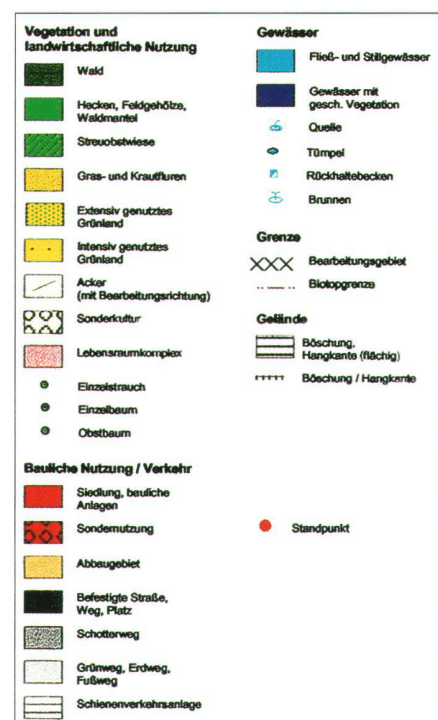 Vegetation und
landwirtschaftliche Nutzung
Wald
Hecken, Feldgehölze,
Waldmantel
Streuobstwiese
Gras- und Krautfluren
Extensiv genutztes
Grünland
Intensiv genutztes
Grünland
Acker
(mit Bearbeitungsrichtung)
Sonderkultur
Lebensraumkomplex
Einzelstrauch
Einzelbaum
Obstbaum
Bauliche Nutzung / Verkehr
Siedlung, bauliche
Anlagen
Sondernutzung
Abbaugebiet
Befestigte Straße,
Weg, Platz
Schotterweg
Grünweg, Erdweg,
Fußweg
Schienenverkehrsanlage
Gewässer
Fließ- und Stillgewässer
Gewässer mit
gesch. Vegetation
Quelle
Tümpel
Rückhaltebecken
Brunnen
Grenze
Bearbeitungsgebiet
Biotopgrenze
Gelände
Böschung,
Hangkante (flächig)
Böschung / Hangkante
Standpunkt